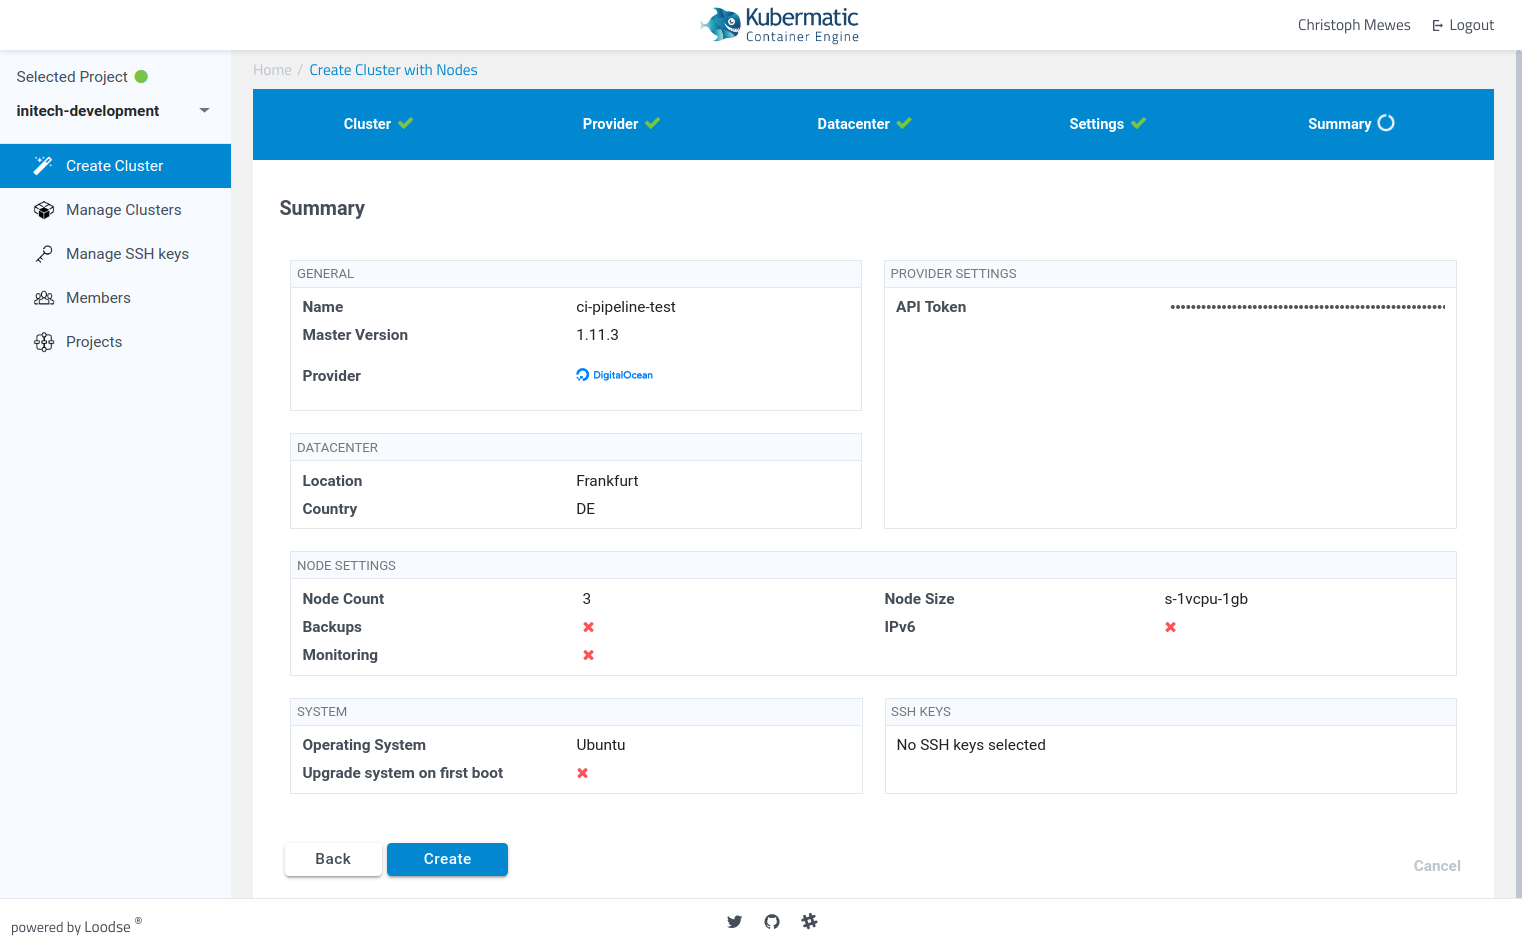 Kubermatic
Container Engine
Christoph Mewes
Logout
Selected Project
initech-development
Create Cluster
Manage Clusters
Manage SSH keys
Members
Projects
Home / Create Cluster with Nodes
Cluster
Provider
Datacenter
Settings
Summary
Summary
GENERAL
Name ci-pipeline-test
Master Version 1.11.3
Provider DigitalOcean
PROVIDER SETTINGS
API Token
DATACENTER
Location Frankfurt
Country DE
NODE SETTINGS
Node Count 3
Node Size s-1vcpu-1gb
Backups
IPv6
Monitoring
SYSTEM
Operating System Ubuntu
Upgrade system on first boot
SSH KEYS
No SSH keys selected
Back
Create
Cancel
powered by Loodse ®